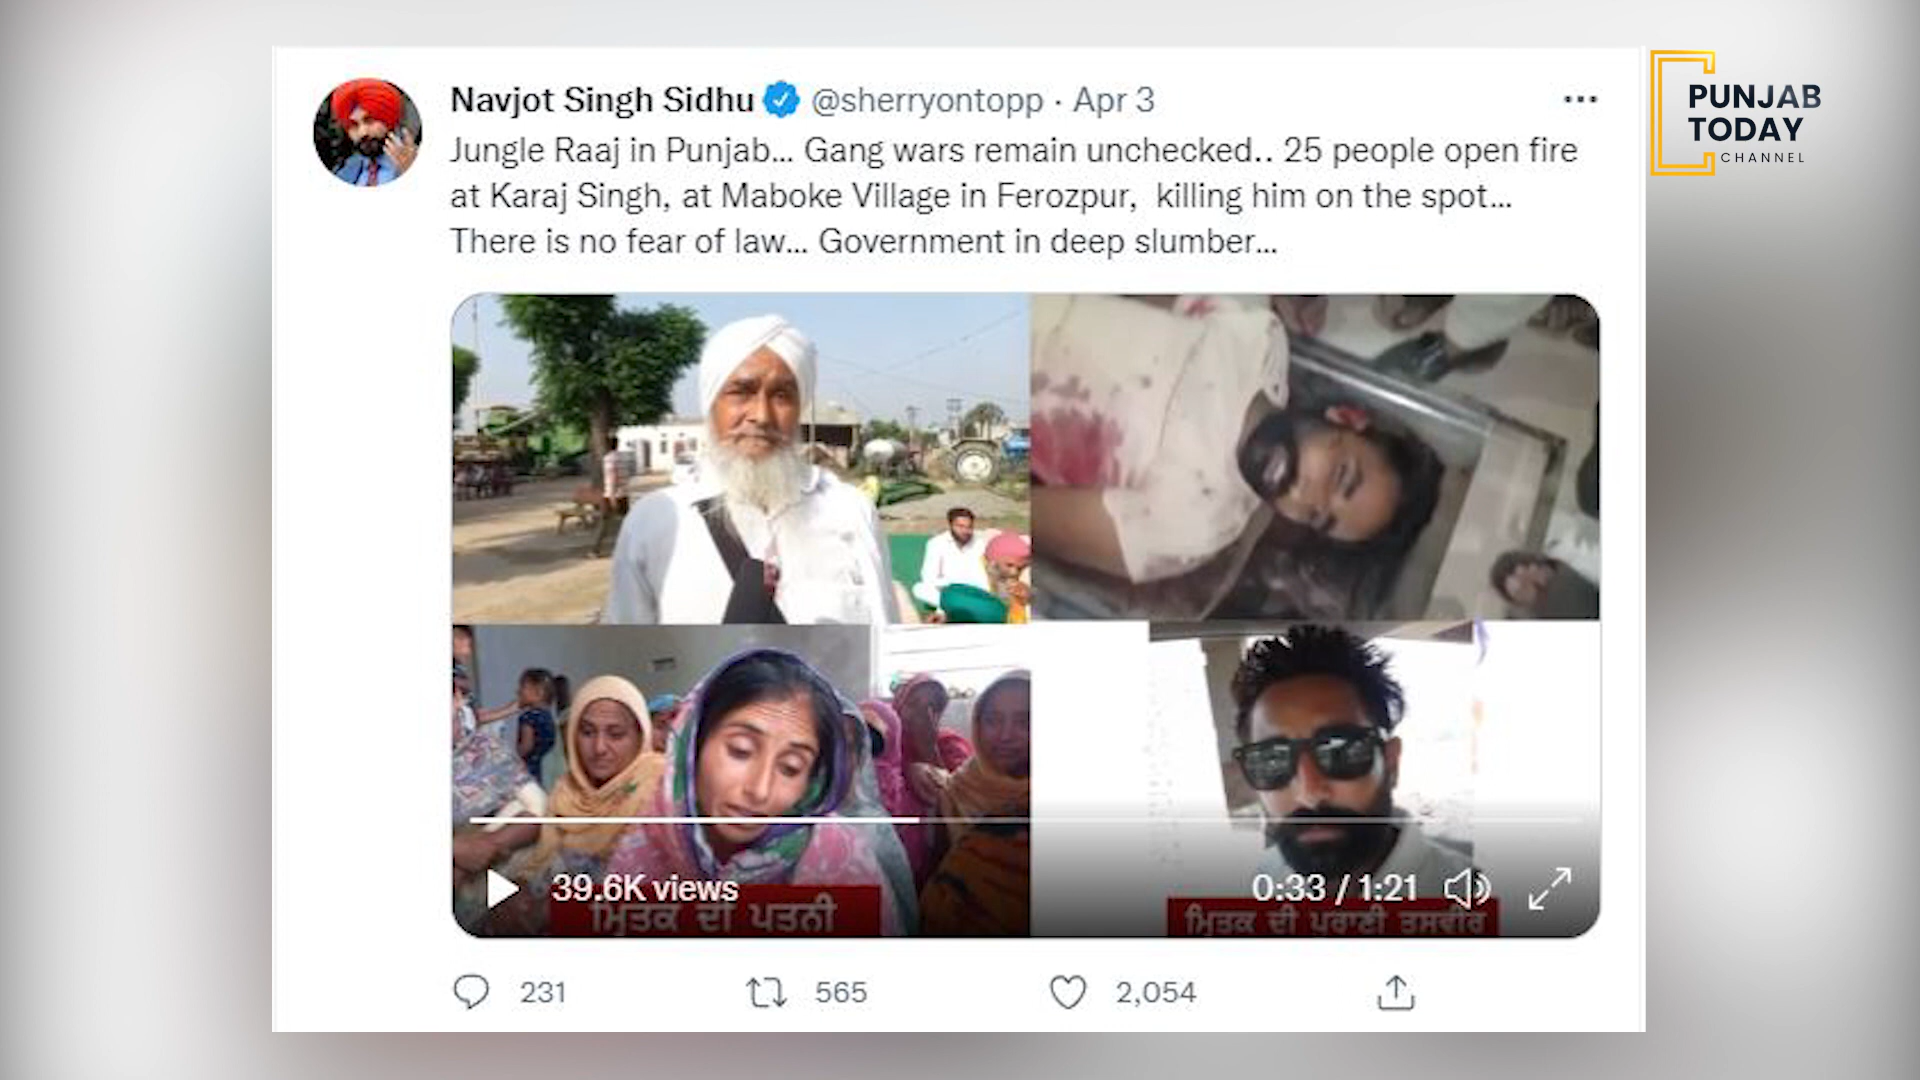 Navjot Singh Sidhu @sherryontopp · Apr 3
Jungle Raaj in Punjab... Gang wars remain unchecked.. 25 people open fire
at Karaj Singh, at Maboke Village in Ferozpur, killing him on the spot...
There is no fear of law... Government in deep slumber...
PUNJAB
TODAY
CHANNEL
39.6K views
0:33 / 1:21
ਮ੍ਰਿਤਕ ਦੀ ਪਤਨੀ
ਮ੍ਰਿਤਕ ਦੀ ਪੁਰਾਣੀ ਤਸਵੀਰ
231
565
2,054